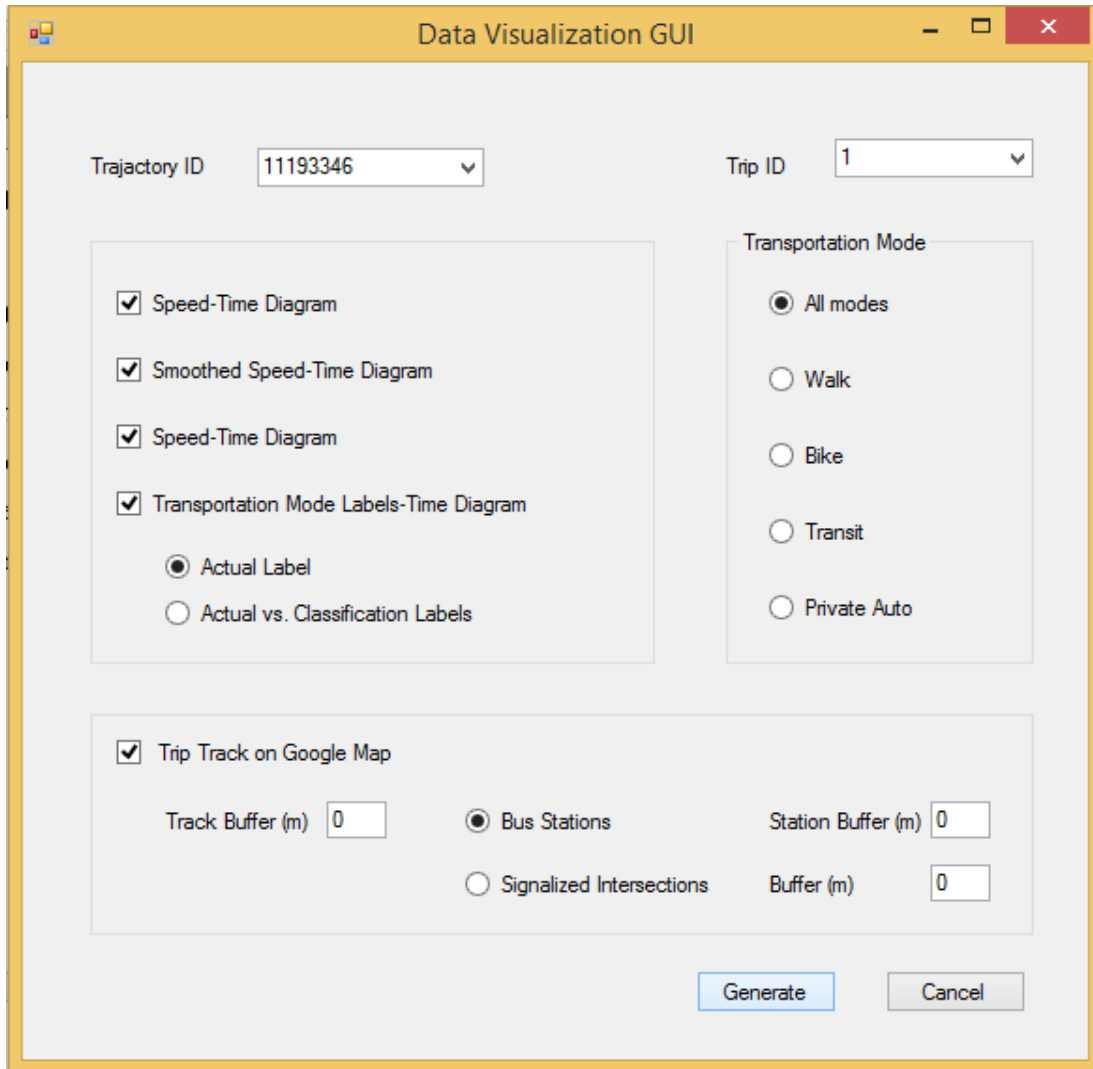 Data Visualization GUI
Trajactory ID 11193346 Trip ID 1
Transportation Mode
Speed-Time Diagram
Smoothed Speed-Time Diagram
Speed-Time Diagram
Transportation Mode Labels-Time Diagram
Actual Label
Actual vs. Classification Labels
All modes
Walk
Bike
Transit
Private Auto
Trip Track on Google Map
Track Buffer (m) 0 Bus Stations Station Buffer (m) 0
Signalized Intersections Buffer (m) 0
Generate Cancel